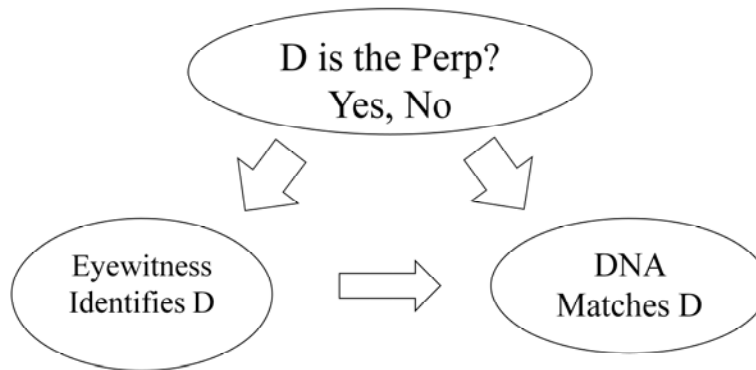 D is the Perp?
Yes, No
Eyewitness
Identifies D
DNA
Matches D